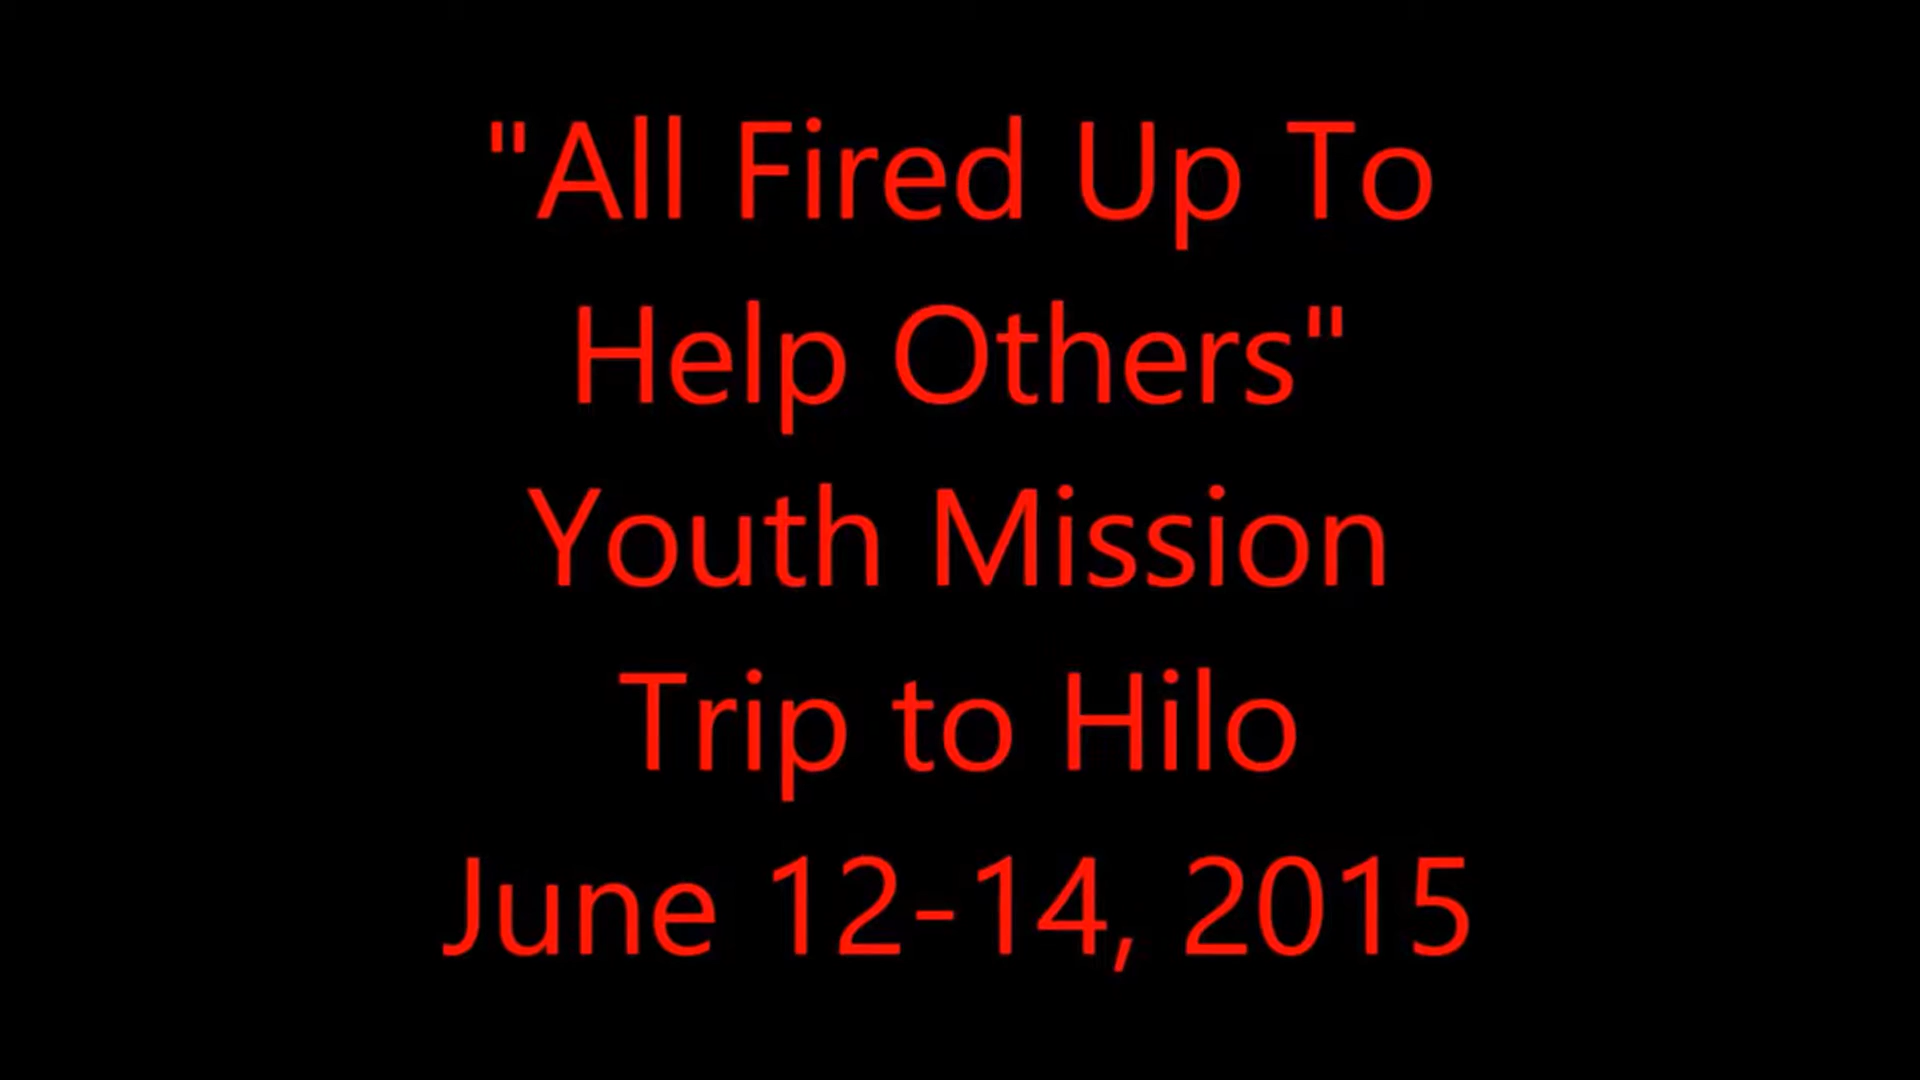 "All Fired Up To
Help Others"
Youth Mission
Trip to Hilo
June 12-14, 2015